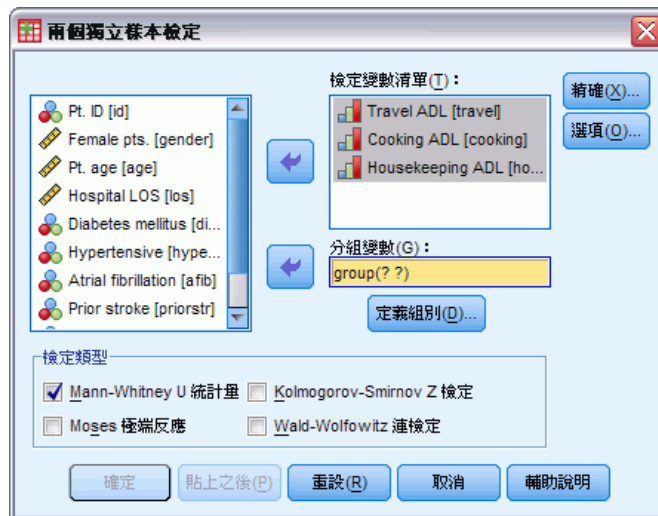 兩個獨立樣本檢定
檢定變數清單(T)：
Pt. ID [id]
Female pts. [gender]
Pt. age [age]
Hospital LOS [los]
Diabetes mellitus [di...
Hypertensive [hype...
Atrial fibrillation [afib]
Prior stroke [priorstr]
Travel ADL [travel]
Cooking ADL [cooking]
Housekeeping ADL [ho...
精確(X)...
選項(O)...
分組變數(G)：
group(? ?)
定義組別(D)...
檢定類型
Mann-Whitney U 統計量
Kolmogorov-Smirnov Z 檢定
Moses 極端反應
Wald-Wolfowitz 連檢定
確定
貼上之後(P)
重設(R)
取消
輔助說明